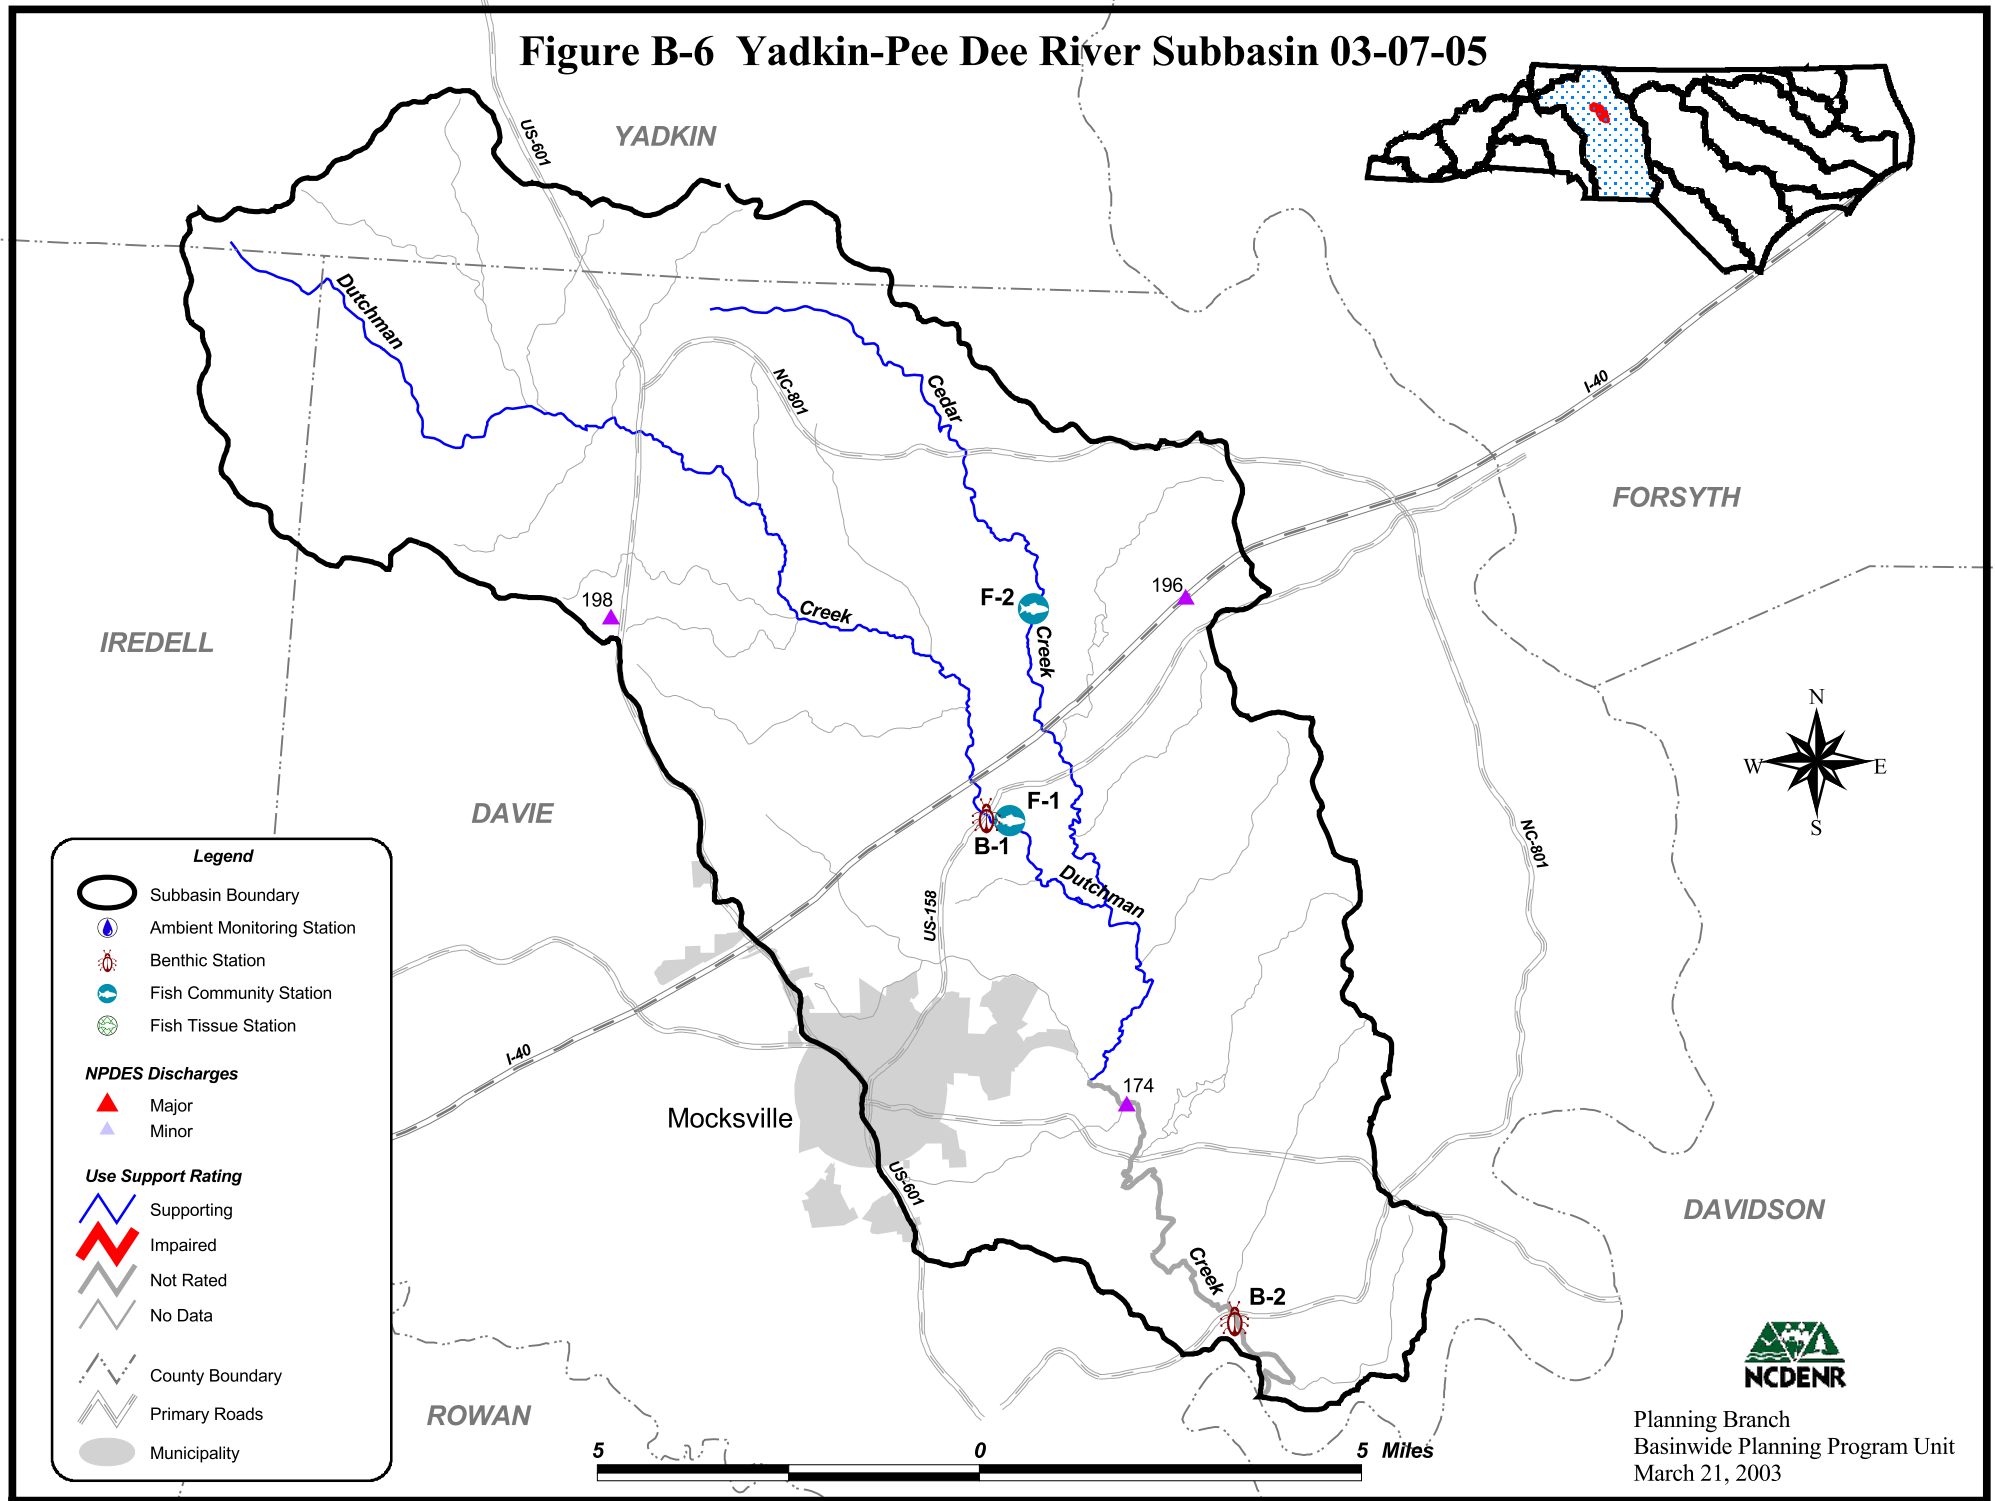 Figure B-6 Yadkin-Pee Dee River Subbasin 03-07-05
YADKIN
US-601
Dutchman
NC-801
Cedar
I-40
FORSYTH
198
F-2
196
Creek
Creek
IREDELL
N
W E
S
DAVIE
F-1
B-1
NC-801
Dutchman
US-158
Legend
Subbasin Boundary
Ambient Monitoring Station
Benthic Station
Fish Community Station
Fish Tissue Station
NPDES Discharges
Major
Minor
Use Support Rating
Supporting
Impaired
Not Rated
No Data
County Boundary
Primary Roads
Municipality
I-40
174
Mocksville
US-601
DAVIDSON
Creek
B-2
ROWAN
5 0 5 Miles
NCDENR
Planning Branch
Basinwide Planning Program Unit
March 21, 2003